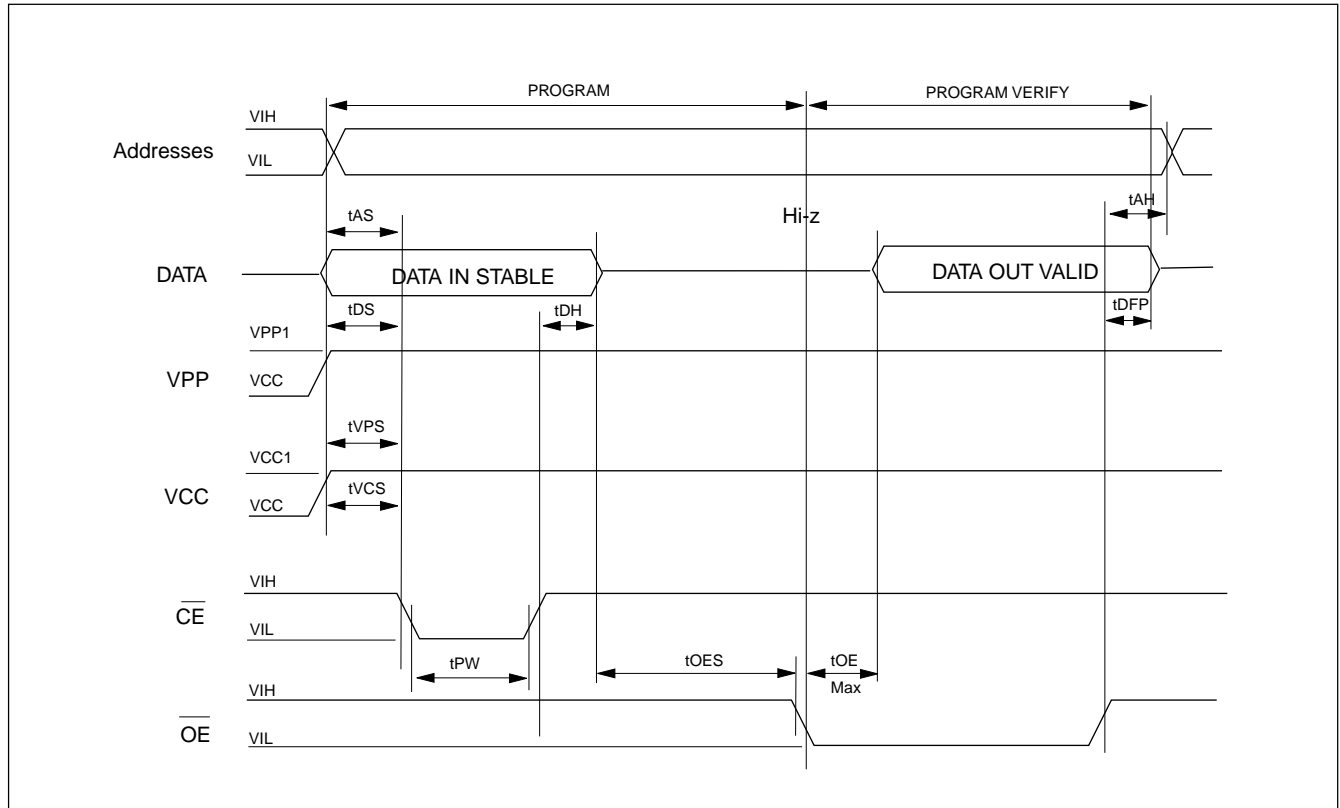 PROGRAM
PROGRAM VERIFY
VIH
Addresses
VIL
tAS
Hi-z
tAH
DATA
DATA IN STABLE
DATA OUT VALID
tDS
tDH
tDFP
VPP1
VPP
VCC
tVPS
VCC1
VCC
VCC
tVCS
VIH
CE
VIL
tPW
tOES
tOE
Max
VIH
OE
VIL